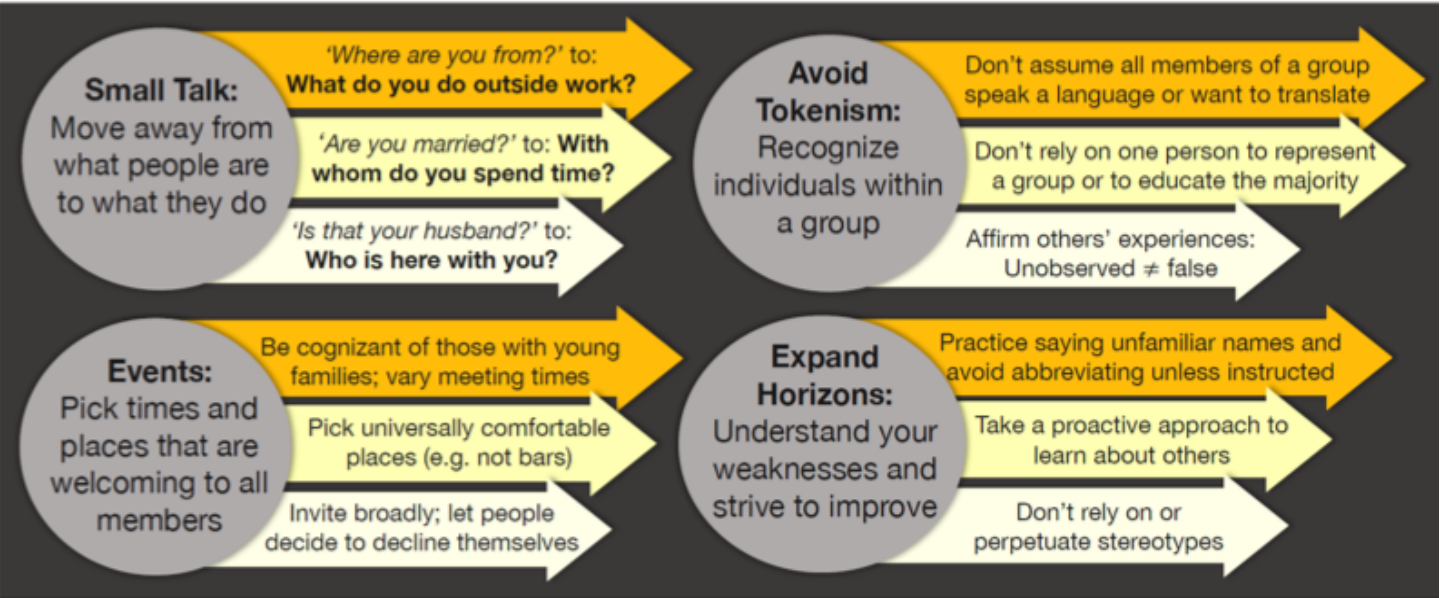 Small Talk:
Move away from
what people are
to what they do
'Where are you from?' to:
What do you do outside work?
'Are you married?' to: With
whom do you spend time?
'Is that your husband?' to:
Who is here with you?
Avoid
Tokenism:
Recognize
individuals within
a group
Don't assume all members of a group
speak a language or want to translate
Don't rely on one person to represent
a group or to educate the majority
Affirm others' experiences:
Unobserved ≠ false
Events:
Pick times and
places that are
welcoming to all
members
Be cognizant of those with young
families; vary meeting times
Pick universally comfortable
places (e.g. not bars)
Invite broadly; let people
decide to decline themselves
Expand
Horizons:
Understand your
weaknesses and
strive to improve
Practice saying unfamiliar names and
avoid abbreviating unless instructed
Take a proactive approach to
learn about others
Don't rely on or
perpetuate stereotypes